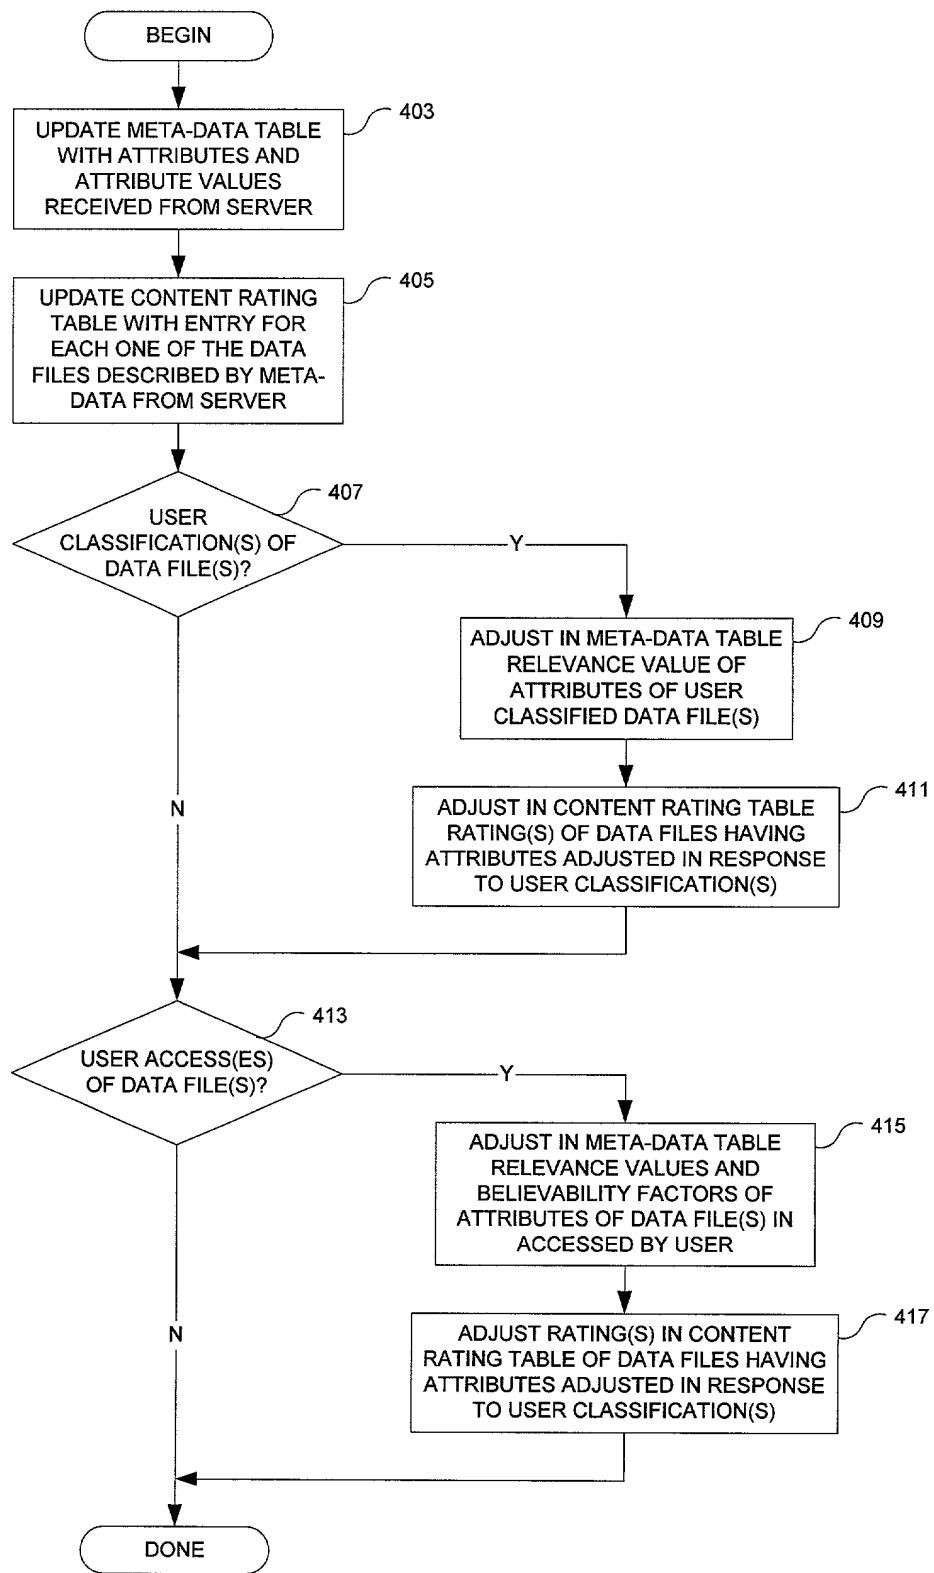 BEGIN
403
UPDATE META-DATA TABLE
WITH ATTRIBUTES AND
ATTRIBUTE VALUES
RECEIVED FROM SERVER
405
UPDATE CONTENT RATING
TABLE WITH ENTRY FOR
EACH ONE OF THE DATA
FILES DESCRIBED BY META-
DATA FROM SERVER
407
USER
CLASSIFICATION(S) OF
DATA FILE(S)?
Y
409
ADJUST IN META-DATA TABLE
RELEVANCE VALUE OF
ATTRIBUTES OF USER
CLASSIFIED DATA FILE(S)
411
ADJUST IN CONTENT RATING TABLE
RATING(S) OF DATA FILES HAVING
ATTRIBUTES ADJUSTED IN RESPONSE
TO USER CLASSIFICATION(S)
N
413
USER ACCESS(ES)
OF DATA FILE(S)?
Y
415
ADJUST IN META-DATA TABLE
RELEVANCE VALUES AND
BELIEVABILITY FACTORS OF
ATTRIBUTES OF DATA FILE(S) IN
ACCESSED BY USER
417
ADJUST RATING(S) IN CONTENT
RATING TABLE OF DATA FILES HAVING
ATTRIBUTES ADJUSTED IN RESPONSE
TO USER CLASSIFICATION(S)
N
DONE